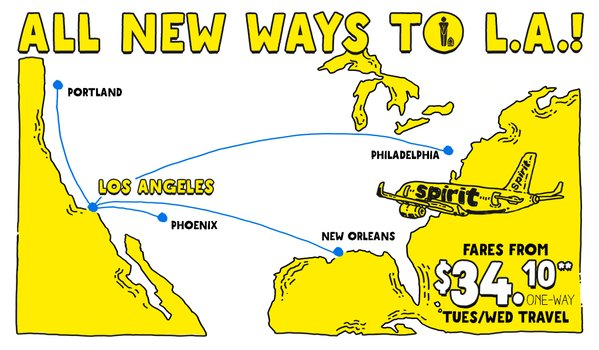 ALL NEW WAYS TO L.A.!
PORTLAND
PHILADELPHIA
LOS ANGELES
spirit
spirit
PHOENIX
NEW ORLEANS
FARES FROM
$34.10**
ONE-WAY
*TUES/WED TRAVEL